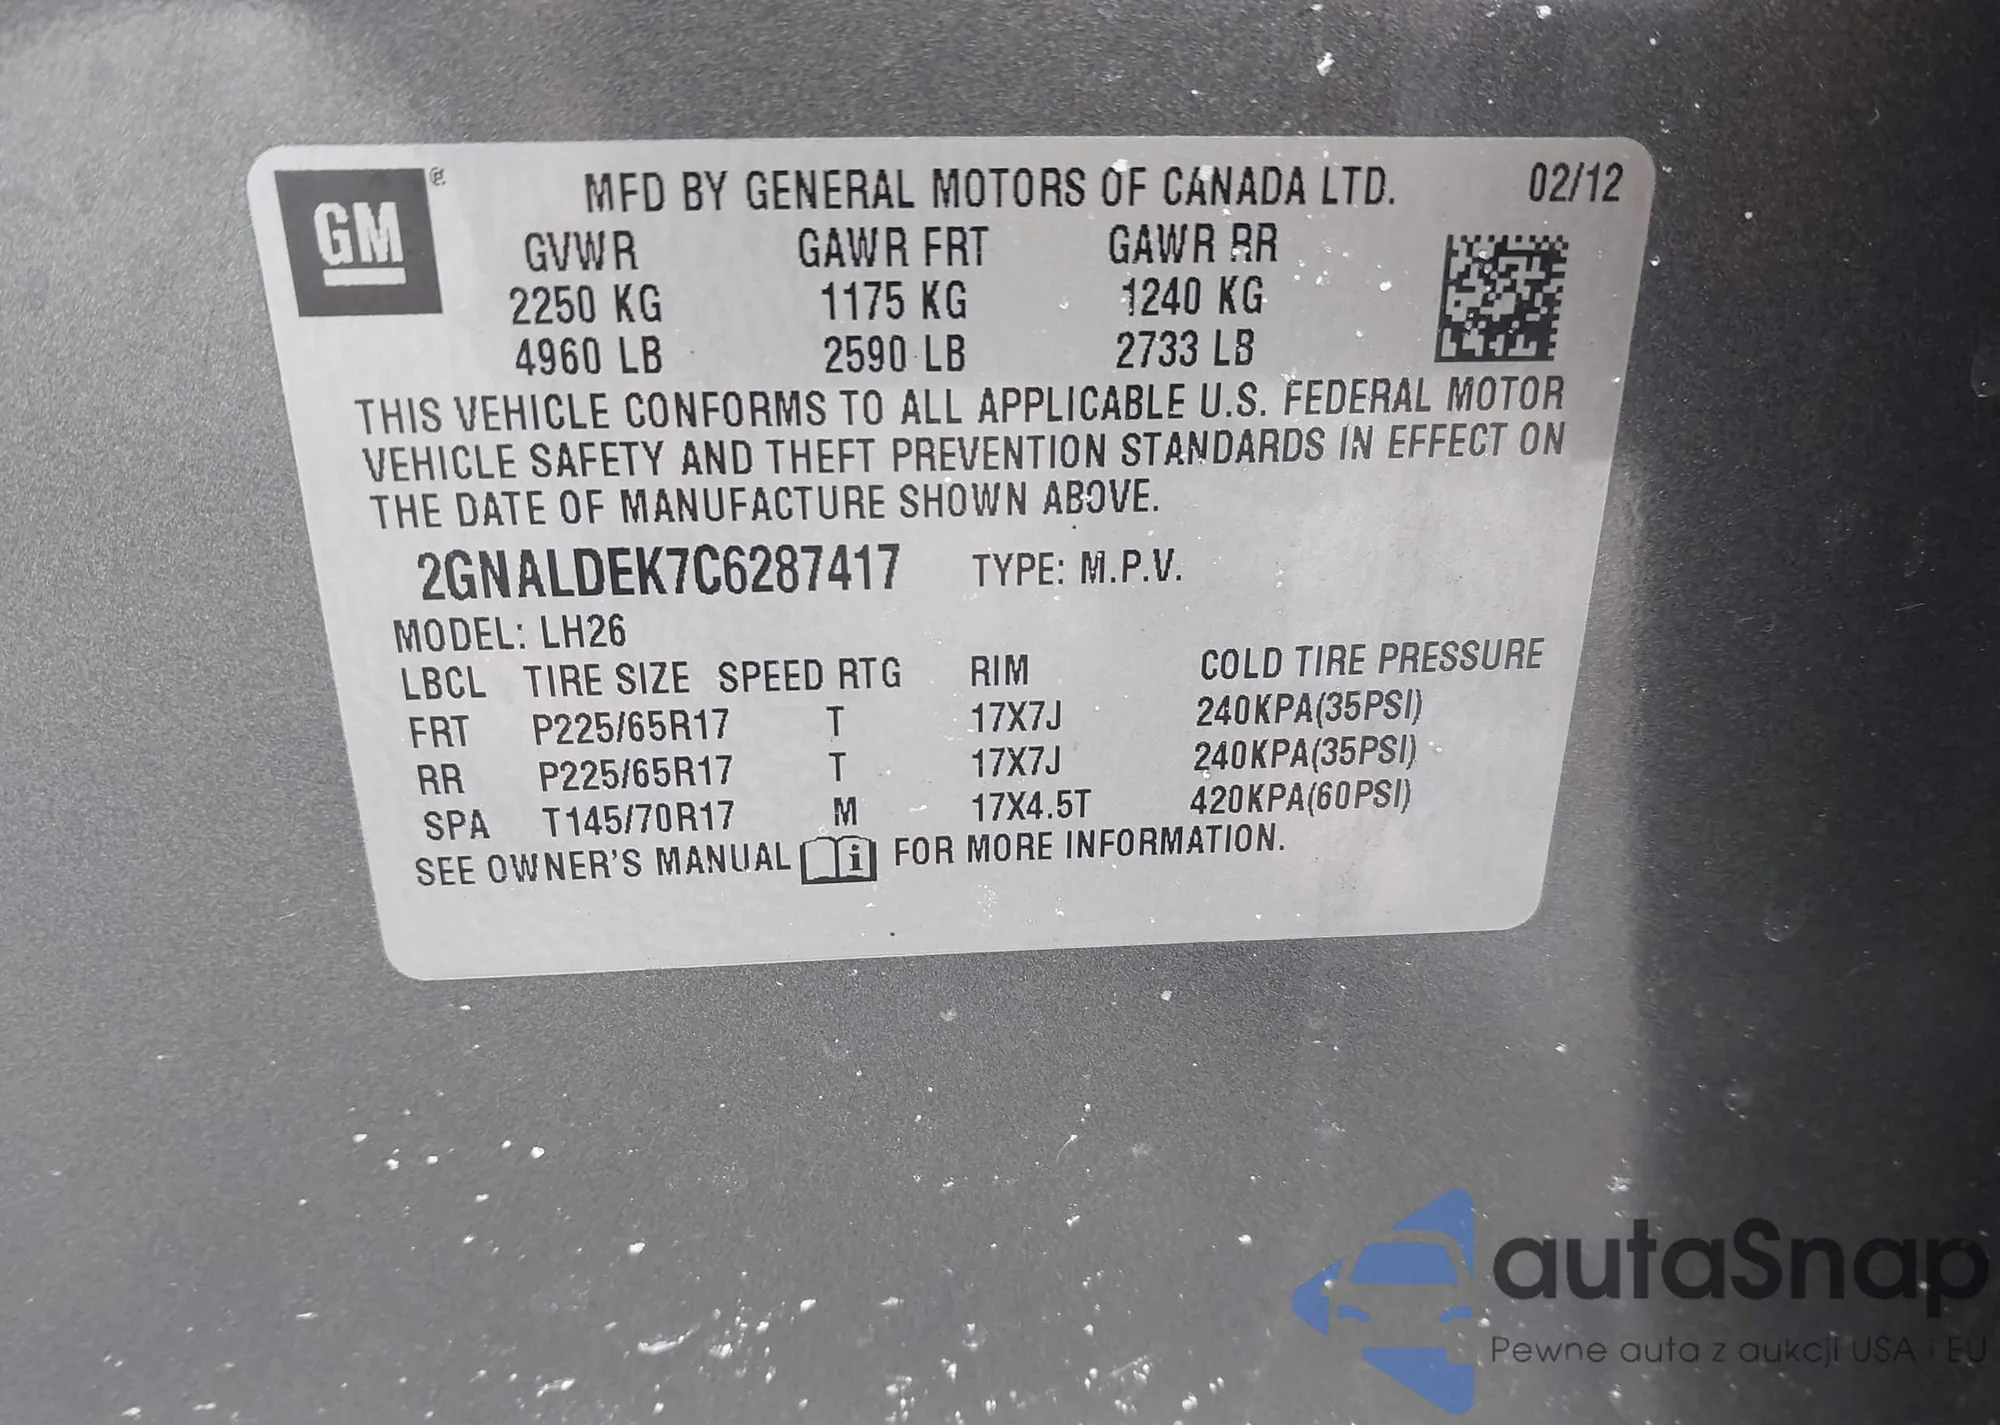 GM
MFD BY GENERAL MOTORS OF CANADA LTD. 02/12
GVWR GAWR FRT GAWR RR
2250 KG 1175 KG 1240 KG
4960 LB 2590 LB 2733 LB
THIS VEHICLE CONFORMS TO ALL APPLICABLE U.S. FEDERAL MOTOR
VEHICLE SAFETY AND THEFT PREVENTION STANDARDS IN EFFECT ON
THE DATE OF MANUFACTURE SHOWN ABOVE.
2GNALDEK7C6287417 TYPE: M.P.V.
MODEL: LH26
LBCL TIRE SIZE SPEED RTG RIM COLD TIRE PRESSURE
FRT P225/65R17 T 17X7J 240KPA(35PSI)
RR P225/65R17 T 17X7J 240KPA(35PSI)
SPA T145/70R17 M 17X4.5T 420KPA(60PSI)
SEE OWNER'S MANUAL i FOR MORE INFORMATION.
autaSnap
Pewne auta z aukcji USA i EU